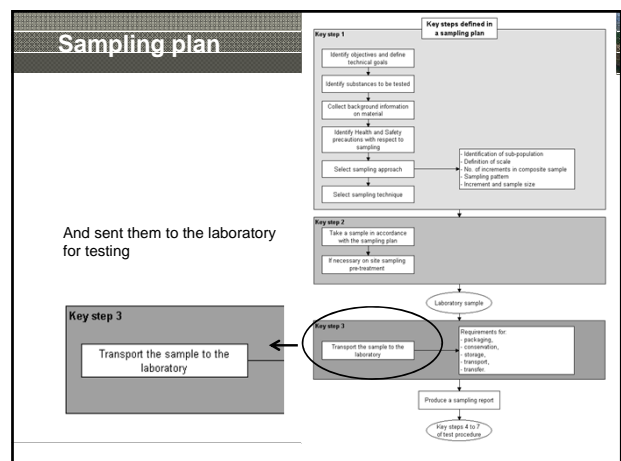 Sampling plan
And sent them to the laboratory
for testing
Key step 3
Transport the sample to the
laboratory
Key steps defined in
a sampling plan
Key step 1
Identify objectives and define
technical goals
Identify substances to be tested
Collect background information
on material
Identify Health and Safety
precautions with respect to
sampling
Select sampling approach
- Identification of sub-population
- Definition of scale
- No. of increments in composite sample
- Sampling pattern
- Increment and sample size
Select sampling technique
Key step 2
Take a sample in accordance
with the sampling plan
If necessary on site sampling
pre-treatment
Laboratory sample
Key step 3
Transport the sample to the
laboratory
Requirements for:
- packaging,
- conservation,
- storage,
- transport,
- transfer.
Produce a sampling report
Key steps 4 to 7
of test procedure